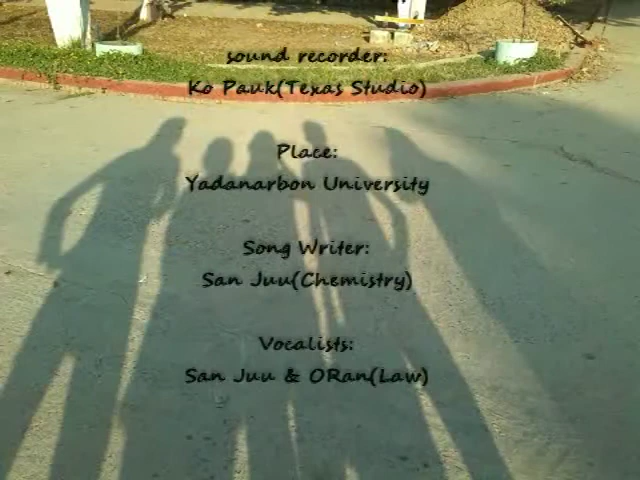 sound recorder:
Ko Pauk(Texas Studio)
Place:
Yadanarbon University
Song Writer:
San Juu(Chemistry)
Vocalists:
San Juu & ORan(Law)